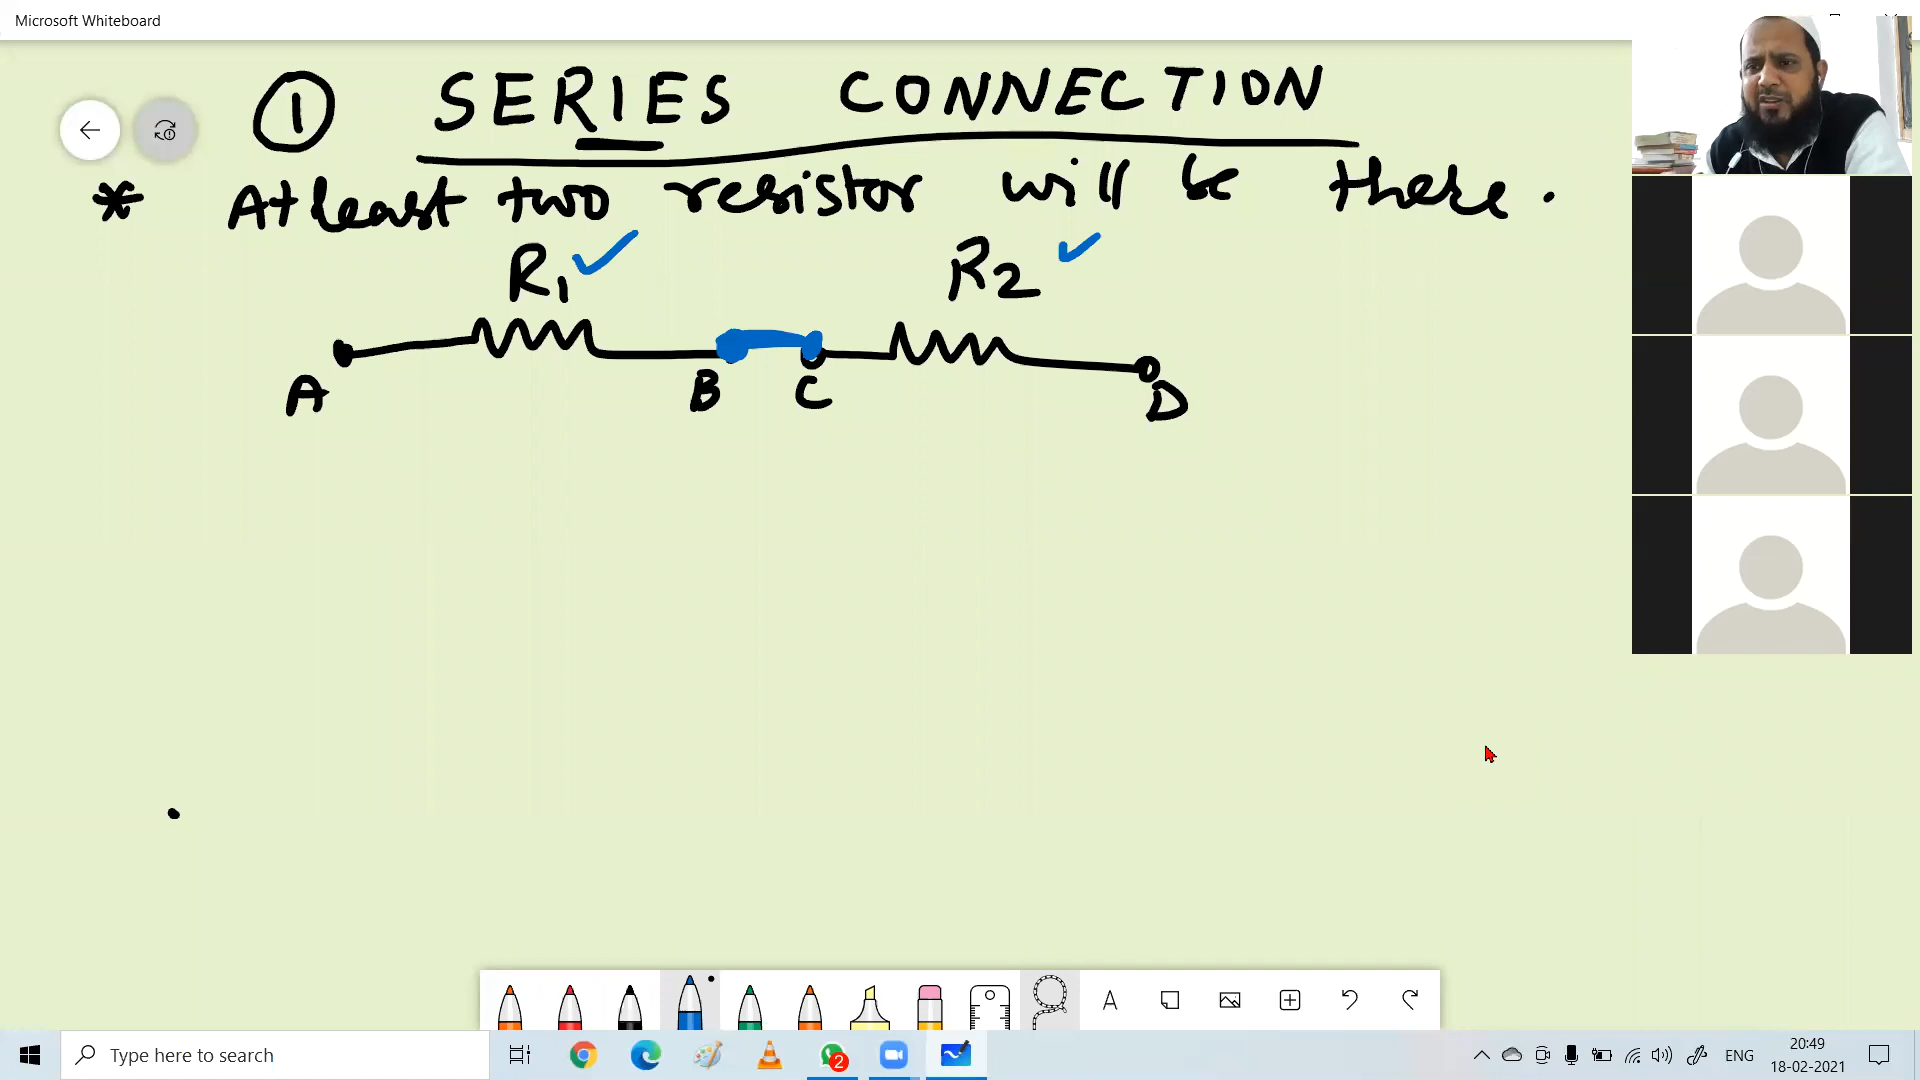 Microsoft Whiteboard
① SERIES CONNECTION
* Atleast two resistor will be there.
R1 ✓ R2 ✓
A B C D
A
Type here to search
2
ENG
20:49
18-02-2021